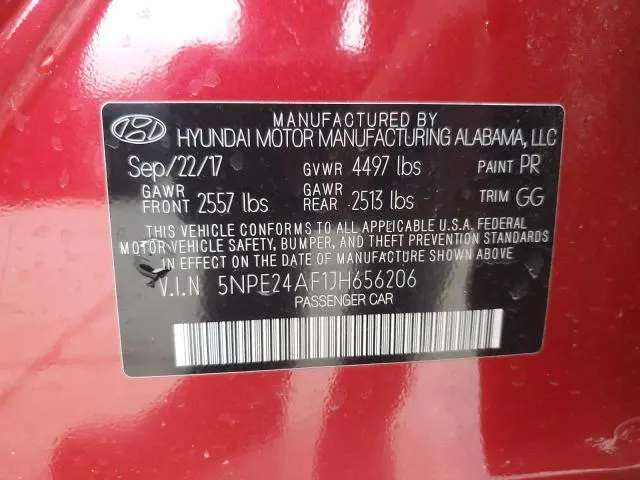 MANUFACTURED BY
HYUNDAI MOTOR MANUFACTURING ALABAMA, LLC
Sep/22/17 GVWR 4497 lbs PAINT PR
GAWR FRONT 2557 lbs GAWR REAR 2513 lbs TRIM GG
THIS VEHICLE CONFORMS TO ALL APPLICABLE U.S.A. FEDERAL
MOTOR VEHICLE SAFETY, BUMPER, AND THEFT PREVENTION STANDARDS
IN EFFECT ON THE DATE OF MANUFACTURE SHOWN ABOVE.
V.I.N 5NPE24AF1JH656206
PASSENGER CAR